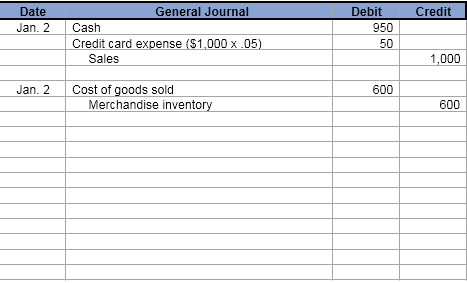 Date General Journal Debit Credit
Jan. 2 Cash 950
Credit card expense ($1,000 x .05) 50
Sales 1,000
Jan. 2 Cost of goods sold 600
Merchandise inventory 600